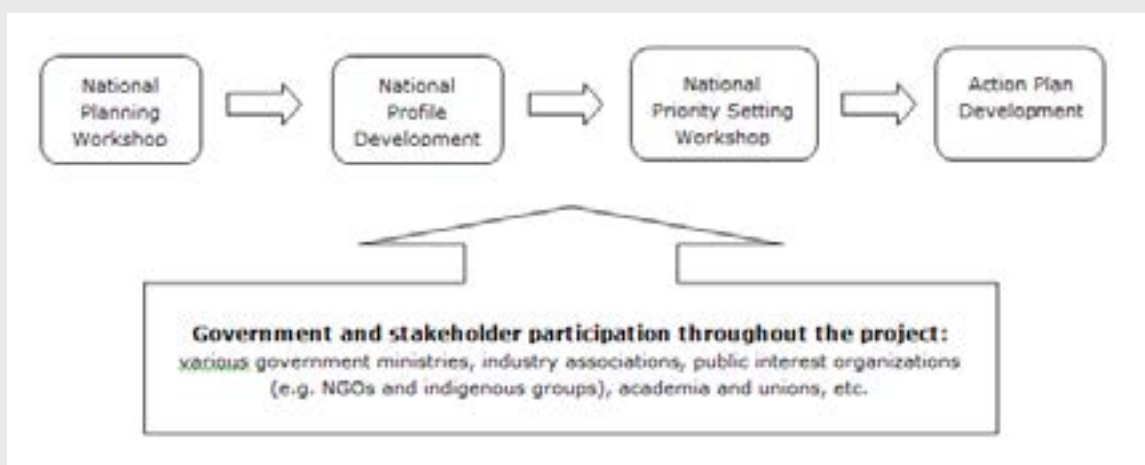 National
Planning
Workshop
National
Profile
Development
National
Priority Setting
Workshop
Action Plan
Development
Government and stakeholder participation throughout the project:
various government ministries, industry associations, public interest organizations
(e.g. NGOs and indigenous groups), academia and unions, etc.